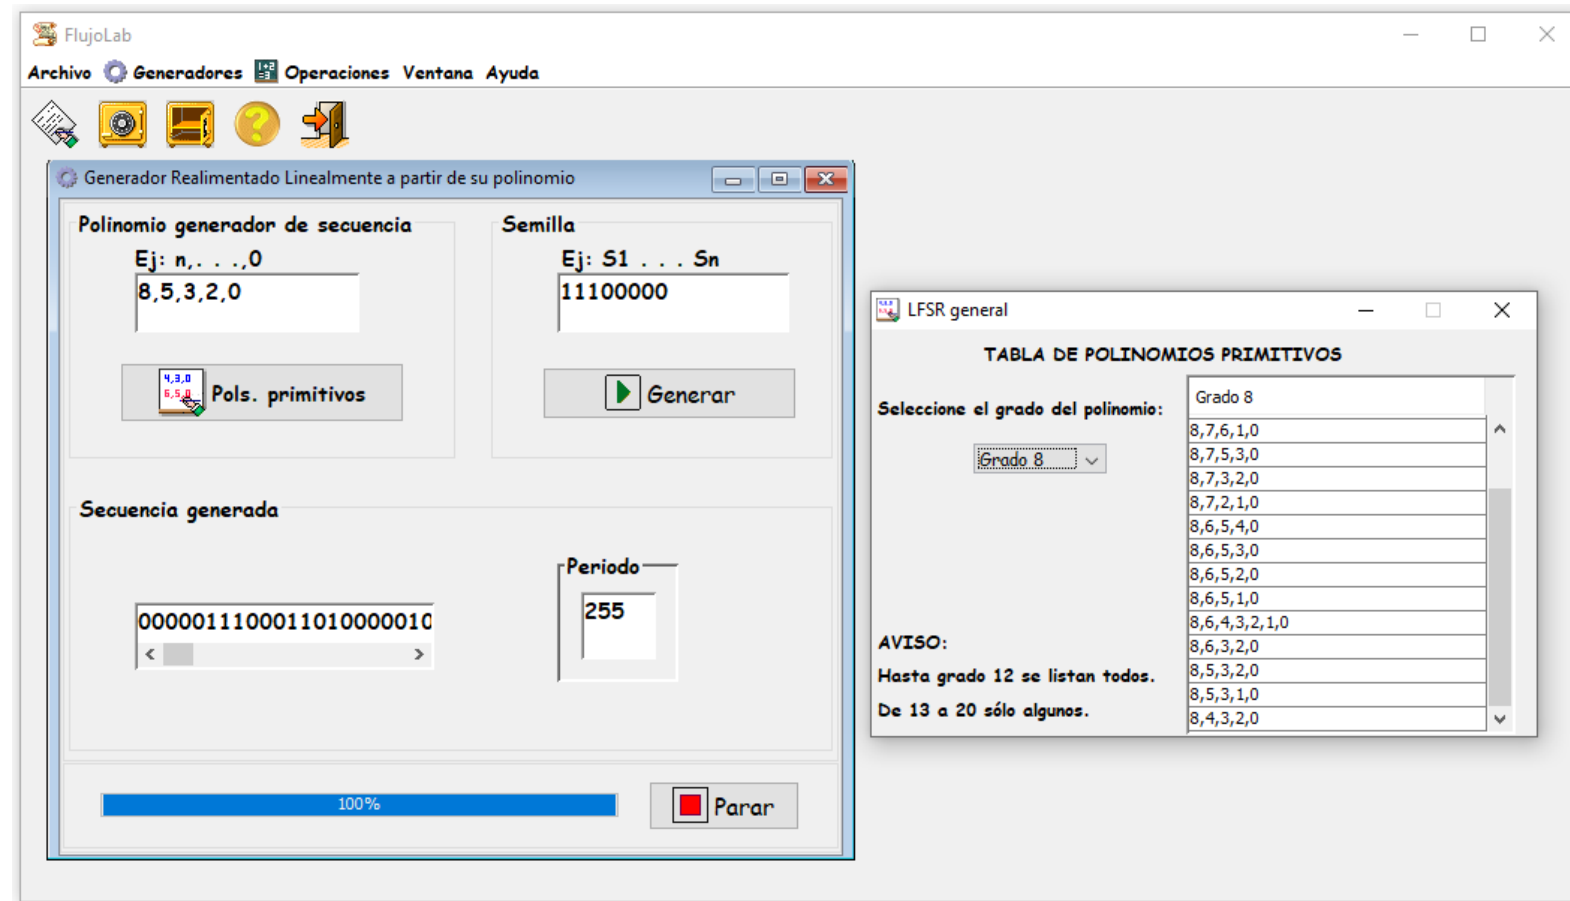 FlujoLab
Archivo Generadores Operaciones Ventana Ayuda
Generador Realimentado Linealmente a partir de su polinomio
Polinomio generador de secuencia
Ej: n,. . .,0
8,5,3,2,0
Pols. primitivos
Semilla
Ej: S1 . . . Sn
11100000
Generar
Secuencia generada
0000011100011010000010
Periodo
255
100%
Parar
LFSR general
TABLA DE POLINOMIOS PRIMITIVOS
Seleccione el grado del polinomio:
Grado 8
AVISO:
Hasta grado 12 se listan todos.
De 13 a 20 sólo algunos.
Grado 8
8,7,6,1,0
8,7,5,3,0
8,7,3,2,0
8,7,2,1,0
8,6,5,4,0
8,6,5,3,0
8,6,5,2,0
8,6,5,1,0
8,6,4,3,2,1,0
8,6,3,2,0
8,5,3,2,0
8,5,3,1,0
8,4,3,2,0